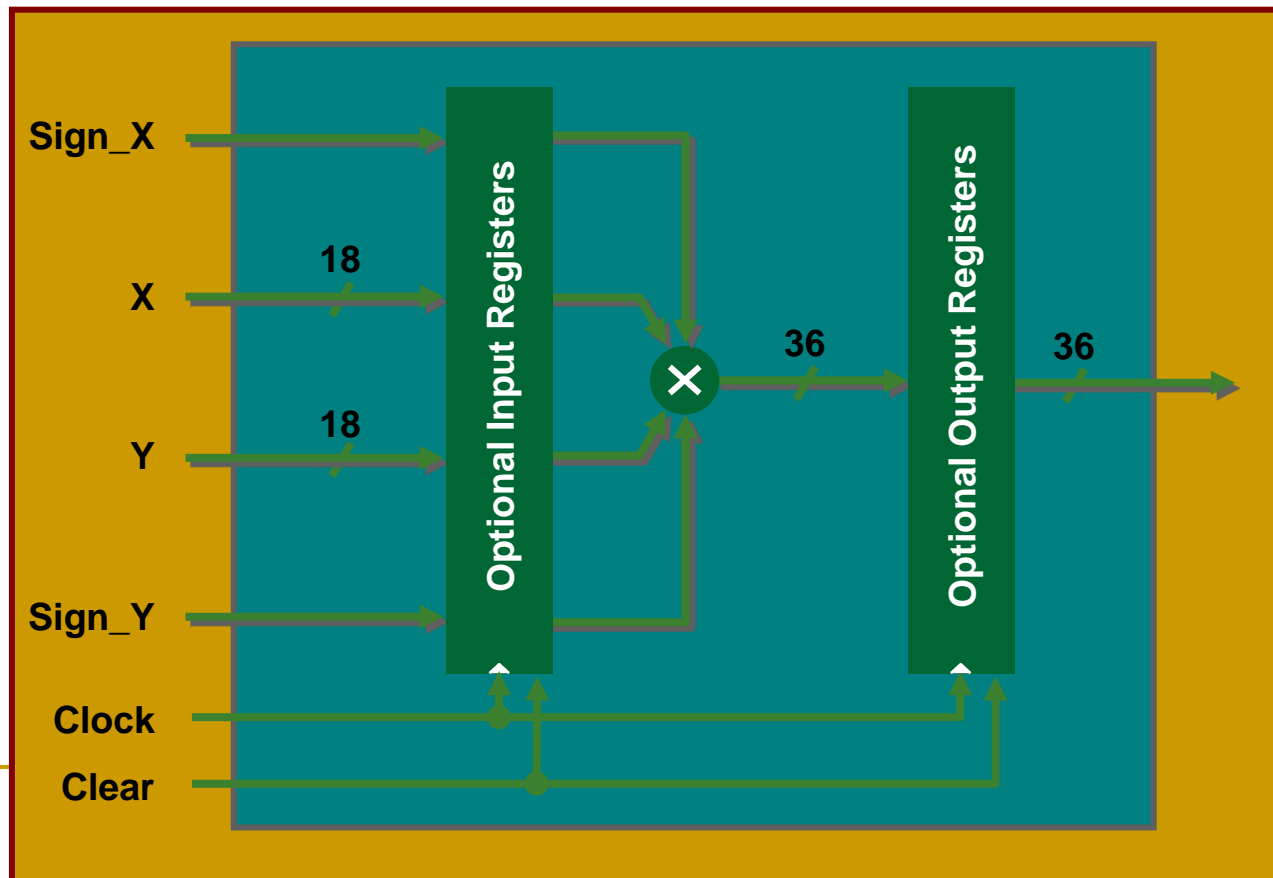 Sign_X
18
X
18
Y
Sign_Y
Clock
Clear
Optional Input Registers
×
36
Optional Output Registers
36